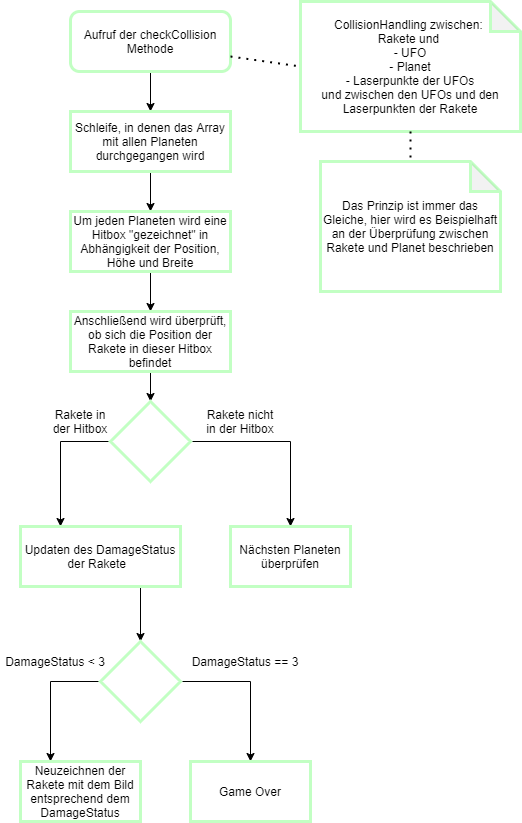 Aufruf der checkCollision
Methode
CollisionHandling zwischen:
Rakete und
- UFO
- Planet
- Laserpunkte der UFOs
und zwischen den UFOs und den
Laserpunkten der Rakete
Schleife, in denen das Array
mit allen Planeten
durchgegangen wird
Das Prinzip ist immer das
Gleiche, hier wird es Beispielhaft
an der Überprüfung zwischen
Rakete und Planet beschrieben
Um jeden Planeten wird eine
Hitbox "gezeichnet" in
Abhängigkeit der Position,
Höhe und Breite
Anschließend wird überprüft,
ob sich die Position der
Rakete in dieser Hitbox
befindet
Rakete in
der Hitbox
Rakete nicht
in der Hitbox
Updaten des DamageStatus
der Rakete
Nächsten Planeten
überprüfen
DamageStatus < 3
DamageStatus == 3
Neuzeichnen der
Rakete mit dem Bild
entsprechend dem
DamageStatus
Game Over